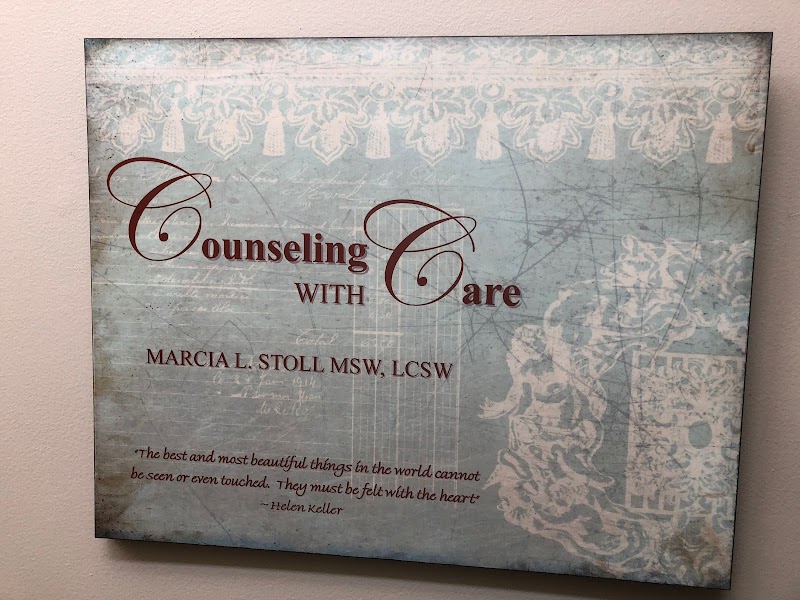 Counseling
WITH Care
MARCIA L. STOLL MSW, LCSW
"The best and most beautiful things in the world cannot
be seen or even touched. They must be felt with the heart"
~Helen Keller